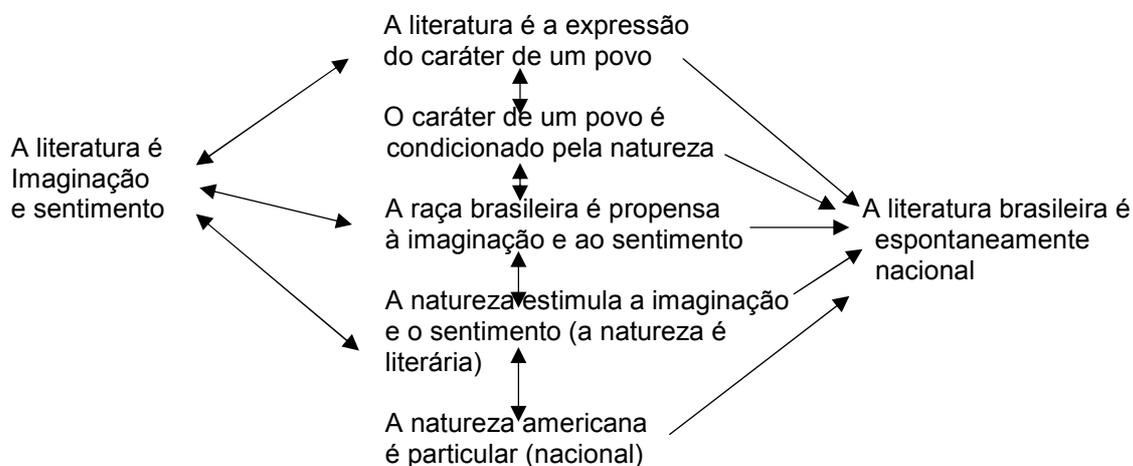 A literatura é
Imaginação
e sentimento
A literatura é a expressão
do caráter de um povo
O caráter de um povo é
condicionado pela natureza
A raça brasileira é propensa
à imaginação e ao sentimento
A natureza estimula a imaginação
e o sentimento (a natureza é
literária)
A natureza americana
é particular (nacional)
A literatura brasileira é
espontaneamente
nacional